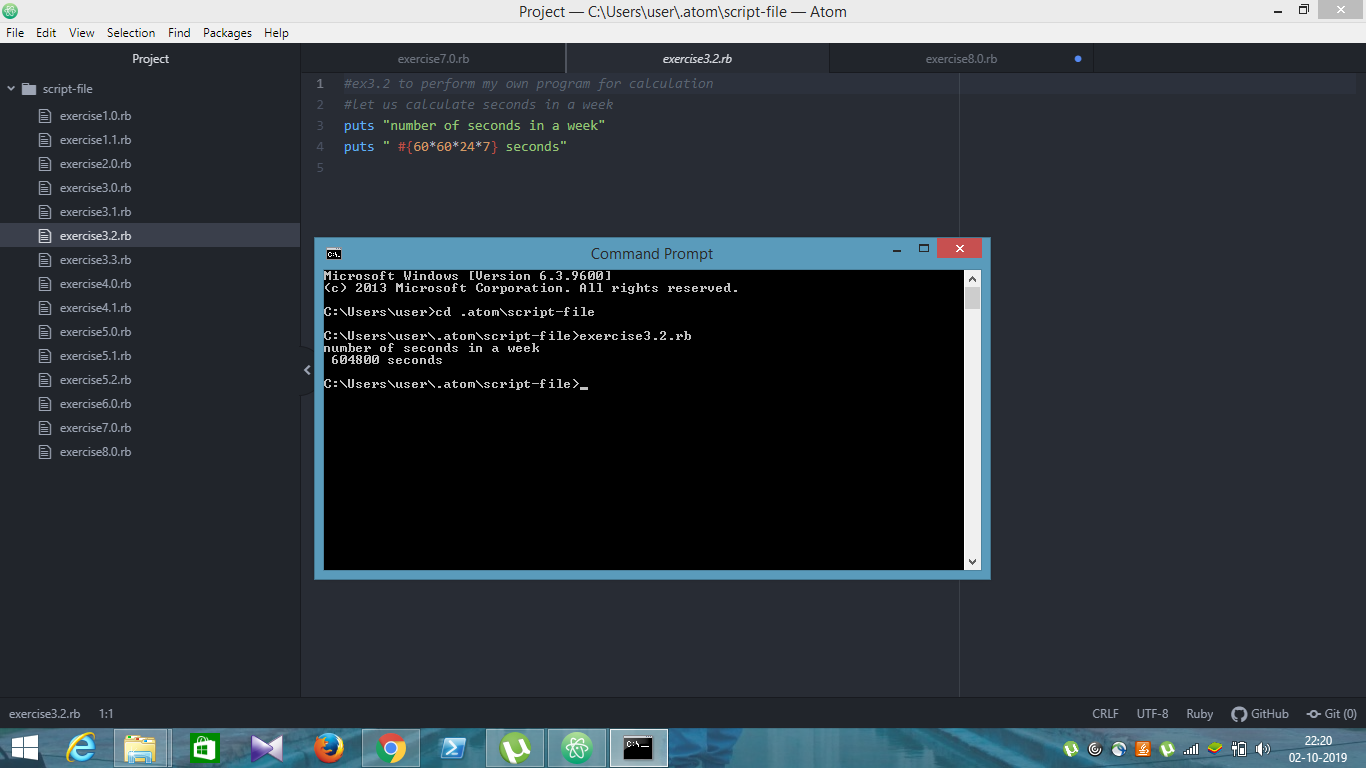 Project — C:\Users\user\.atom\script-file — Atom
File Edit View Selection Find Packages Help
Project
exercise7.0.rb
exercise3.2.rb
exercise8.0.rb
script-file
exercise1.0.rb
exercise1.1.rb
exercise2.0.rb
exercise3.0.rb
exercise3.1.rb
exercise3.2.rb
exercise3.3.rb
exercise4.0.rb
exercise4.1.rb
exercise5.0.rb
exercise5.1.rb
exercise5.2.rb
exercise6.0.rb
exercise7.0.rb
exercise8.0.rb
1 #ex3.2 to perform my own program for calculation
2 #let us calculate seconds in a week
3 puts "number of seconds in a week"
4 puts " #{60*60*24*7} seconds"
5
Command Prompt
Microsoft Windows [Version 6.3.9600]
(c) 2013 Microsoft Corporation. All rights reserved.
C:\Users\user>cd .atom\script-file
C:\Users\user\.atom\script-file>exercise3.2.rb
number of seconds in a week
604800 seconds
C:\Users\user\.atom\script-file>_
exercise3.2.rb 1:1
CRLF UTF-8 Ruby GitHub Git (0)
22:20
02-10-2019